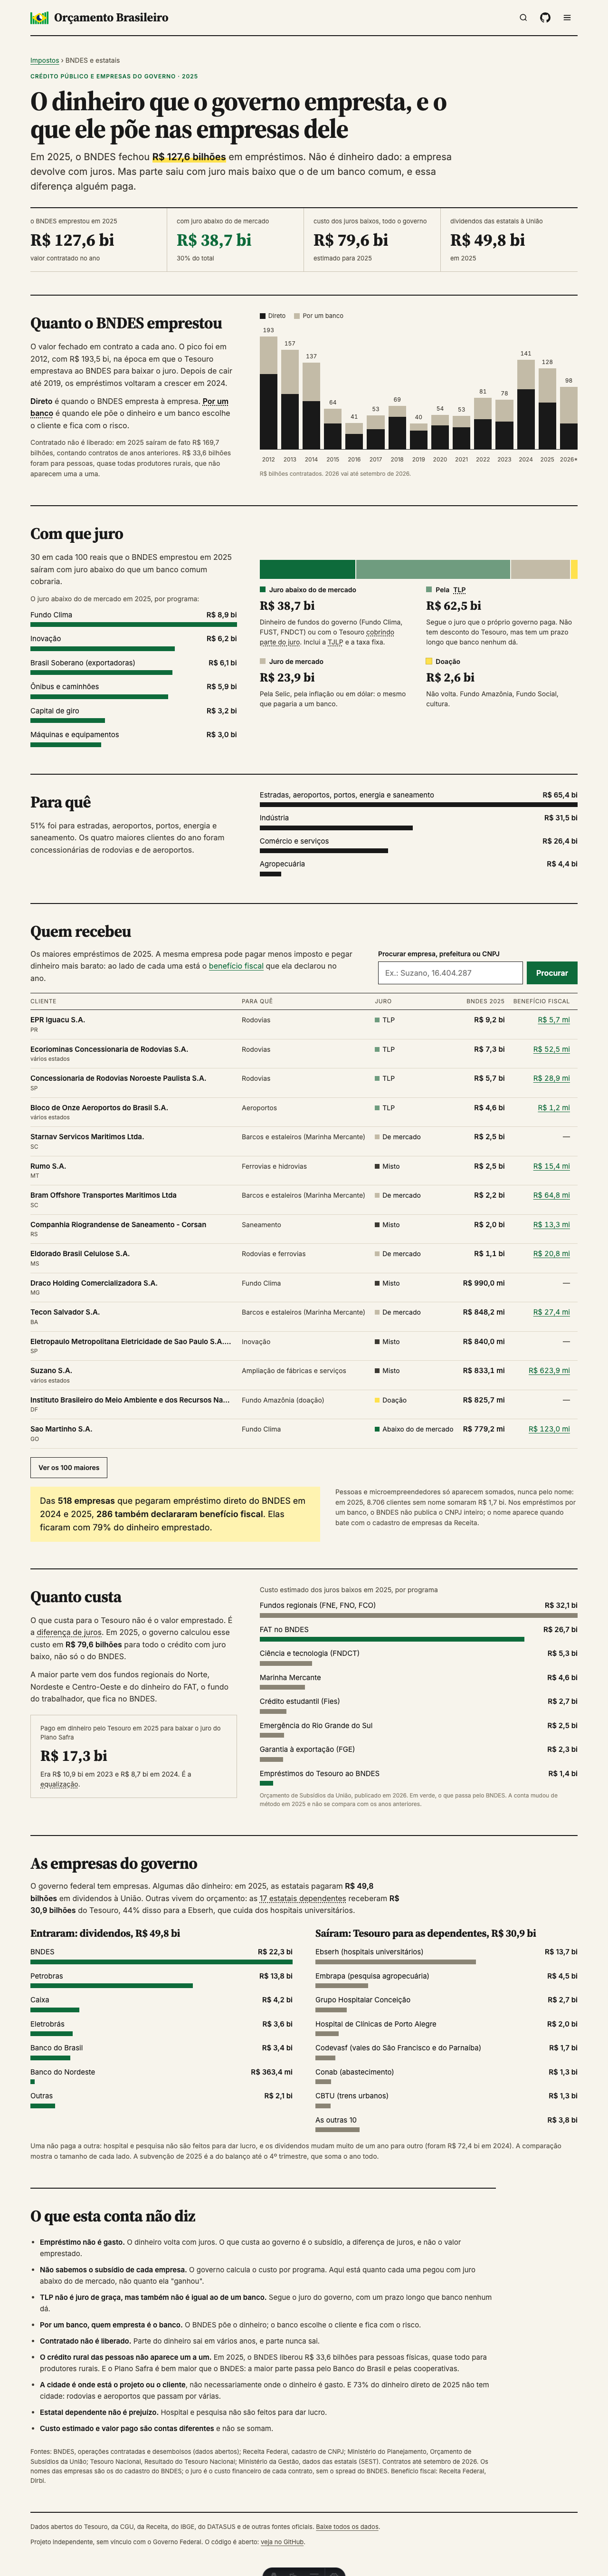 Orçamento Brasileiro
Impostos › BNDES e estatais
CRÉDITO PÚBLICO E EMPRESAS DO GOVERNO · 2025
O dinheiro que o governo empresta, e o
que ele põe nas empresas dele
Em 2025, o BNDES fechou R$ 127,6 bilhões em empréstimos. Não é dinheiro dado: a empresa
devolve com juros. Mas parte saiu com juro mais baixo que o de um banco comum, e essa
diferença alguém paga.
o BNDES emprestou em 2025
R$ 127,6 bi
valor contratado no ano
com juro abaixo do de mercado
R$ 38,7 bi
30% do total
custo dos juros baixos, todo o governo
R$ 79,6 bi
estimado para 2025
dividendos das estatais à União
R$ 49,8 bi
em 2025
Quanto o BNDES emprestou
O valor fechado em contrato a cada ano. O pico foi em
2012, com R$ 193,5 bi, na época em que o Tesouro
emprestava ao BNDES para baratear o juro. Depois de cair
até 2019, os empréstimos voltaram a crescer em 2024.
Direto é quando o BNDES empresta à empresa. Por um
banco é quando ele põe o dinheiro e um banco escolhe
o cliente e fica com o risco.
Contratado não é liberado: em 2025 saíram de fato R$ 169,7
bilhões, contando contratos de anos anteriores. R$ 33,6 bilhões
foram para pessoas, quase todas produtores rurais, que não
aparecem uma a uma.
Direto Por um banco
193 157 137 64 41 53 69 40 54 53 81 78 141 128 98
2012 2013 2014 2015 2016 2017 2018 2019 2020 2021 2022 2023 2024 2025 2026*
R$ bilhões contratados. 2026 vai até setembro de 2026.
Com que juro
30 em cada 100 reais que o BNDES emprestou em 2025
saíram com juro abaixo do que um banco comum
cobraria.
O juro abaixo do de mercado em 2025, por programa:
Fundo Clima R$ 8,9 bi
Inovação R$ 6,2 bi
Brasil Soberano (exportadoras) R$ 6,1 bi
Ônibus e caminhões R$ 5,9 bi
Capital de giro R$ 3,2 bi
Máquinas e equipamentos R$ 3,0 bi
Juro abaixo do de mercado
R$ 38,7 bi
Dinheiro de fundos do governo (Fundo Clima,
FUST, FNDCT) ou com o Tesouro cobrindo
parte do juro. Inclui a TJLP e a taxa fixa.
Pela TLP
R$ 62,5 bi
Segue o juro que o próprio governo paga. Não
tem desconto do Tesouro, mas tem um prazo
longo que banco nenhum dá.
Juro de mercado
R$ 23,9 bi
Pela Selic, pela inflação ou em dólar: o mesmo
que pagaria a um banco.
Doação
R$ 2,6 bi
Não volta. Fundo Amazônia, Fundo Social,
cultura.
Para quê
51% foi para estradas, aeroportos, portos, energia e
saneamento. Os quatro maiores clientes do ano foram
concessionárias de rodovias e de aeroportos.
Estradas, aeroportos, portos, energia e saneamento R$ 65,4 bi
Indústria R$ 31,5 bi
Comércio e serviços R$ 26,4 bi
Agropecuária R$ 4,4 bi
Quem recebeu
Os maiores empréstimos de 2025. A mesma empresa pode pagar menos imposto e pegar
dinheiro mais barato: ao lado de cada uma está o benefício fiscal que ela declarou no
ano.
Procurar empresa, prefeitura ou CNPJ
Ex.: Suzano, 16.404.287
Procurar
CLIENTE PARA QUÊ JURO BNDES 2025 BENEFÍCIO FISCAL
EPR Iguacu S.A. Rodovias TLP R$ 9,2 bi R$ 5,7 mi
PR
Ecoriominas Concessionaria de Rodovias S.A. Rodovias TLP R$ 7,3 bi R$ 52,5 mi
vários estados
Concessionaria de Rodovias Noroeste Paulista S.A. Rodovias TLP R$ 5,7 bi R$ 28,9 mi
SP
Bloco de Onze Aeroportos do Brasil S.A. Aeroportos TLP R$ 4,6 bi R$ 1,2 mi
vários estados
Starnav Servicos Maritimos Ltda. Barcos e estaleiros (Marinha Mercante) De mercado R$ 2,5 bi —
SC
Rumo S.A. Ferrovias e hidrovias Misto R$ 2,5 bi R$ 15,4 mi
MT
Bram Offshore Transportes Maritimos Ltda Barcos e estaleiros (Marinha Mercante) De mercado R$ 2,2 bi R$ 64,8 mi
SC
Companhia Riograndense de Saneamento - Corsan Saneamento Misto R$ 2,0 bi R$ 13,3 mi
RS
Eldorado Brasil Celulose S.A. Rodovias e ferrovias De mercado R$ 1,1 bi R$ 20,8 mi
MS
Draco Holding Comercializadora S.A. Fundo Clima Misto R$ 990,0 mi —
MG
Tecon Salvador S.A. Barcos e estaleiros (Marinha Mercante) De mercado R$ 848,2 mi R$ 27,4 mi
BA
Eletropaulo Metropolitana Eletricidade de Sao Paulo S.A.... Inovação Misto R$ 840,0 mi —
SP
Suzano S.A. Ampliação de fábricas e serviços Misto R$ 833,1 mi R$ 623,9 mi
vários estados
Instituto Brasileiro do Meio Ambiente e dos Recursos Na... Fundo Amazônia (doação) Doação R$ 825,7 mi —
DF
Sao Martinho S.A. Fundo Clima Abaixo do de mercado R$ 779,2 mi R$ 123,0 mi
GO
Ver os 100 maiores
Das 518 empresas que pegaram empréstimo direto do BNDES em
2024 e 2025, 286 também declararam benefício fiscal. Elas
ficaram com 79% do dinheiro emprestado.
Pessoas e microempreendedores só aparecem somados, nunca pelo nome:
em 2025, 8.706 clientes sem nome somaram R$ 1,7 bi. Nos empréstimos por
um banco, o BNDES não publica o CNPJ inteiro; o nome aparece quando
bate com o cadastro de empresas da Receita.
Quanto custa
O que custa para o Tesouro não é o valor emprestado. É
a diferença de juros. Em 2025, o governo calculou esse
custo em R$ 79,6 bilhões para todo o crédito com juro
baixo, não só o do BNDES.
A maior parte vem dos fundos regionais do Norte,
Nordeste e Centro-Oeste e do dinheiro do FAT, o fundo
do trabalhador, que fica no BNDES.
Pago em dinheiro pelo Tesouro em 2025 para baixar o juro do
Plano Safra
R$ 17,3 bi
Era R$ 10,9 bi em 2023 e R$ 8,7 bi em 2024. É a
equalização.
Custo estimado dos juros baixos em 2025, por programa
Fundos regionais (FNE, FNO, FCO) R$ 32,1 bi
FAT no BNDES R$ 26,7 bi
Ciência e tecnologia (FNDCT) R$ 5,3 bi
Marinha Mercante R$ 4,6 bi
Crédito estudantil (Fies) R$ 2,7 bi
Emergência do Rio Grande do Sul R$ 2,5 bi
Garantia à exportação (FGE) R$ 2,3 bi
Empréstimos do Tesouro ao BNDES R$ 1,4 bi
Orçamento de Subsídios da União, publicado em 2026. Em verde, o que passa pelo BNDES. A conta mudou de
método em 2025 e não se compara com os anos anteriores.
As empresas do governo
O governo federal tem empresas. Algumas dão dinheiro: em 2025, as estatais pagaram R$ 49,8
bilhões em dividendos à União. Outras vivem do orçamento: as 17 estatais dependentes receberam R$
30,9 bilhões do Tesouro, 44% disso para a Ebserh, que cuida dos hospitais universitários.
Entraram: dividendos, R$ 49,8 bi
BNDES R$ 22,3 bi
Petrobras R$ 13,8 bi
Caixa R$ 4,2 bi
Eletrobrás R$ 3,6 bi
Banco do Brasil R$ 3,4 bi
Banco do Nordeste R$ 363,4 mi
Outras R$ 2,1 bi
Saíram: Tesouro para as dependentes, R$ 30,9 bi
Ebserh (hospitais universitários) R$ 13,7 bi
Embrapa (pesquisa agropecuária) R$ 4,5 bi
Grupo Hospitalar Conceição R$ 2,7 bi
Hospital de Clínicas de Porto Alegre R$ 2,0 bi
Codevasf (vales do São Francisco e do Parnaíba) R$ 1,7 bi
Conab (abastecimento) R$ 1,3 bi
CBTU (trens urbanos) R$ 1,3 bi
As outras 10 R$ 3,8 bi
Uma não paga a outra: hospital e pesquisa não são feitos para dar lucro, e os dividendos mudam muito de um ano para outro (foram R$ 72,4 bi em 2024). A comparação
mostra o tamanho de cada lado. A subvenção de 2025 é a do balanço até o 4º trimestre, que soma o ano todo.
O que esta conta não diz
• Empréstimo não é gasto. O dinheiro volta com juros. O que custa ao governo é o subsídio, a diferença de juros, e não o valor
emprestado.
• Não sabemos o subsídio de cada empresa. O governo calcula o custo por programa. Aqui está quanto cada uma pegou com juro
abaixo do de mercado, não quanto ela "ganhou".
• TLP não é juro de graça, mas também não é igual ao de um banco. Segue o juro do governo, com um prazo longo que banco nenhum
dá.
• Por um banco, quem empresta é o banco. O BNDES põe o dinheiro; o banco escolhe o cliente e fica com o risco.
• Contratado não é liberado. Parte do dinheiro sai em vários anos, e parte nunca sai.
• O crédito rural das pessoas não aparece um a um. Em 2025, o BNDES liberou R$ 33,6 bilhões para pessoas físicas, quase tudo para
produtores rurais. E o Plano Safra é bem maior que o BNDES: a maior parte passa pelo Banco do Brasil e pelas cooperativas.
• A cidade é onde está o projeto ou o cliente, não necessariamente onde o dinheiro é gasto. E 73% do dinheiro direto de 2025 não tem
cidade: rodovias e aeroportos que passam por várias.
• Estatal dependente não é prejuízo. Hospital e pesquisa não são feitos para dar lucro.
• Custo estimado e valor pago são contas diferentes e não se somam.
Fontes: BNDES, operações contratadas e desembolsos (dados abertos); Receita Federal, cadastro de CNPJ; Ministério do Planejamento, Orçamento de
Subsídios da União; Tesouro Nacional, Resultado do Tesouro Nacional; Ministério da Gestão, dados das estatais (SEST). Contratos até setembro de 2026. Os
nomes das empresas são os do cadastro do BNDES; o juro é o custo financeiro de cada contrato, sem o spread do BNDES. Benefício fiscal: Receita Federal,
Dirbi.
Dados abertos do Tesouro, da CGU, da Receita, do IBGE, do DATASUS e de outras fontes oficiais. Baixe todos os dados.
Projeto independente, sem vínculo com o Governo Federal. O código é aberto: veja no GitHub.